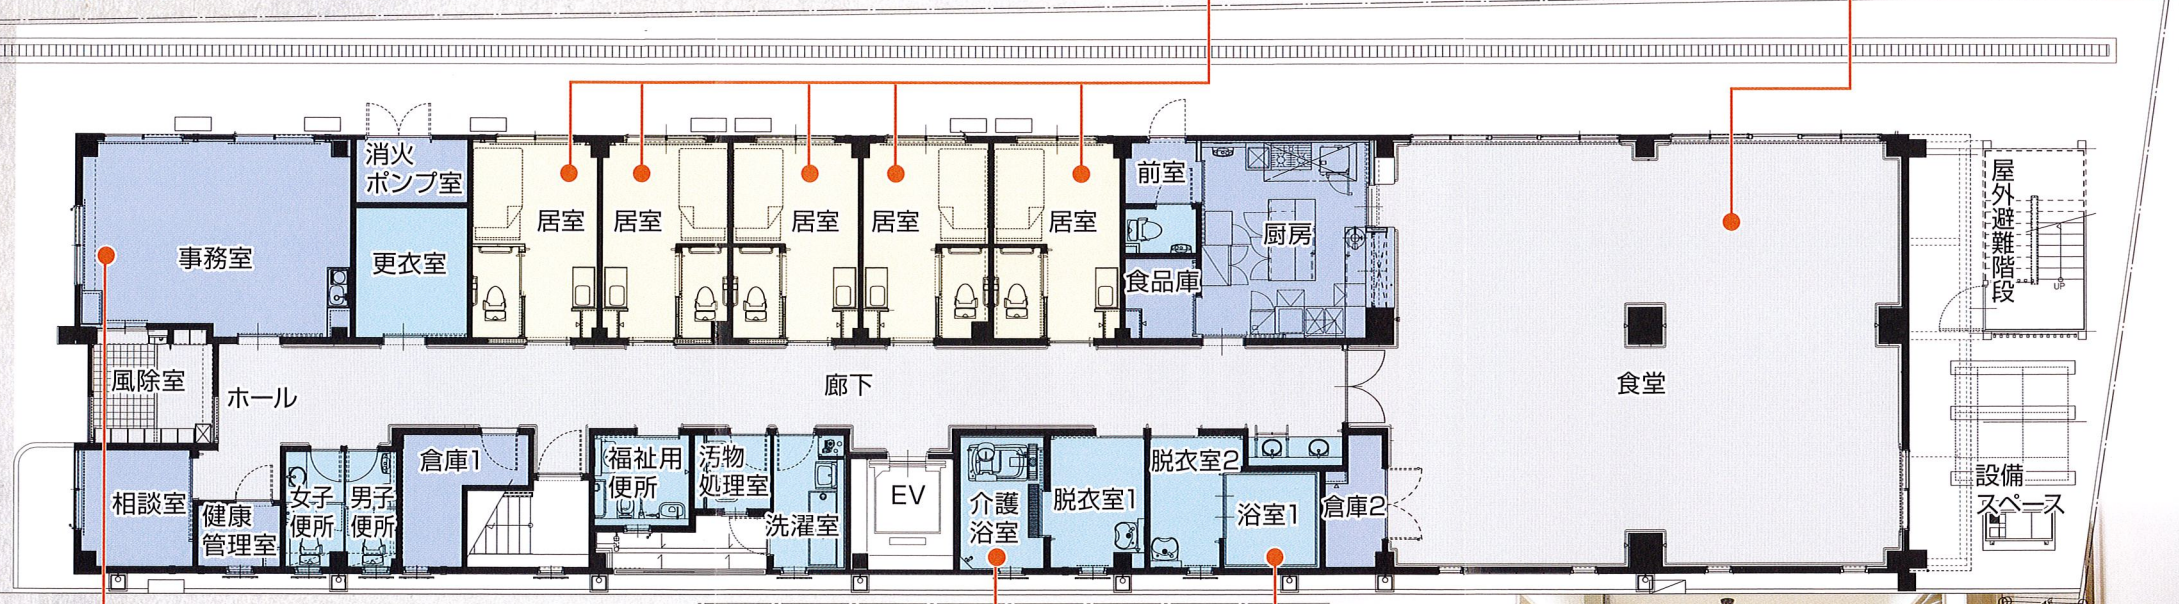 消火
ポンプ室
事務室
更衣室
居室
居室
居室
居室
居室
前室
食品庫
厨房
屋外避難階段
UP
風除室
ホール
廊下
食堂
相談室
健康
管理室
女子
便所
男子
便所
倉庫1
福祉用
便所
汚物
処理室
洗濯室
EV
介護
浴室
脱衣室1
脱衣室2
浴室1
倉庫2
設備
スペース